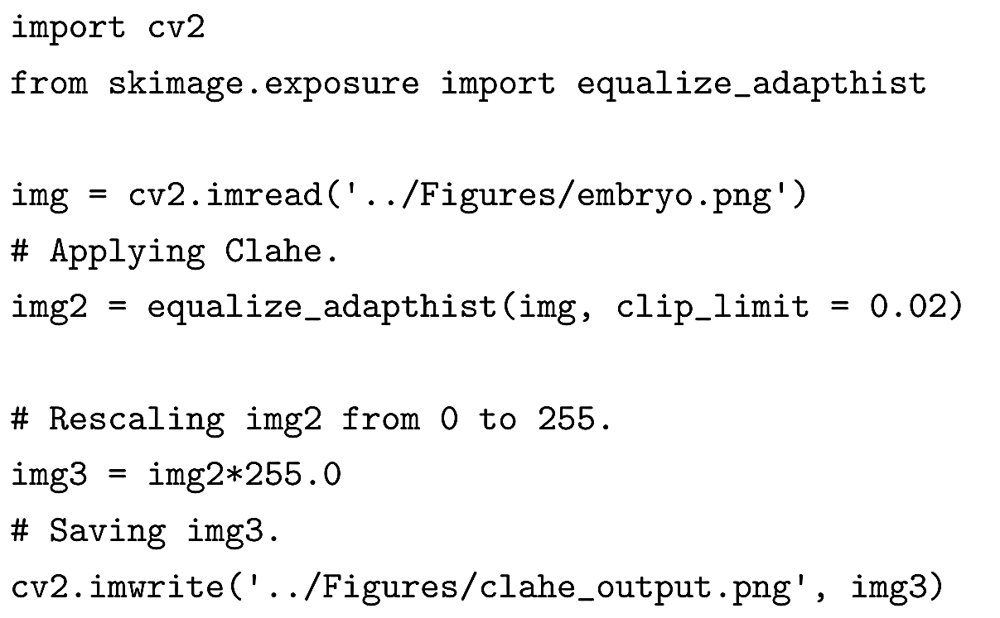 import cv2
from skimage.exposure import equalize_adapthist
img = cv2.imread('../Figures/embryo.png')
# Applying Clahe.
img2 = equalize_adapthist(img, clip_limit = 0.02)
# Rescaling img2 from 0 to 255.
img3 = img2*255.0
# Saving img3.
cv2.imwrite('../Figures/clahe_output.png', img3)